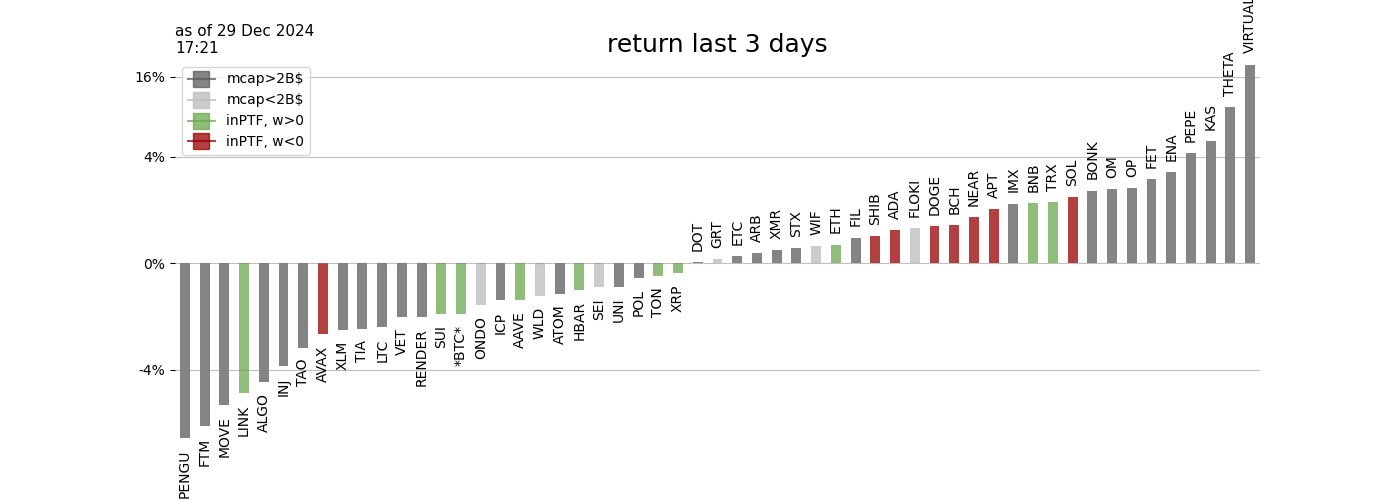 as of 29 Dec 2024
17:21
return last 3 days
mcap>2B$
mcap<2B$
inPTF, w>0
inPTF, w<0
16%
4%
0%
-4%
PENGU
FTM
MOVE
LINK
ALGO
INJ
TAO
AVAX
XLM
TIA
LTC
VET
RENDER
SUI
*BTC*
ONDO
ICP
AAVE
WLD
ATOM
HBAR
SEI
UNI
POL
TON
XRP
DOT
GRT
ETC
ARB
XMR
STX
WIF
ETH
FIL
SHIB
ADA
FLOKI
DOGE
BCH
NEAR
APT
IMX
BNB
TRX
SOL
BONK
OM
OP
FET
ENA
PEPE
KAS
THETA
VIRTUAL